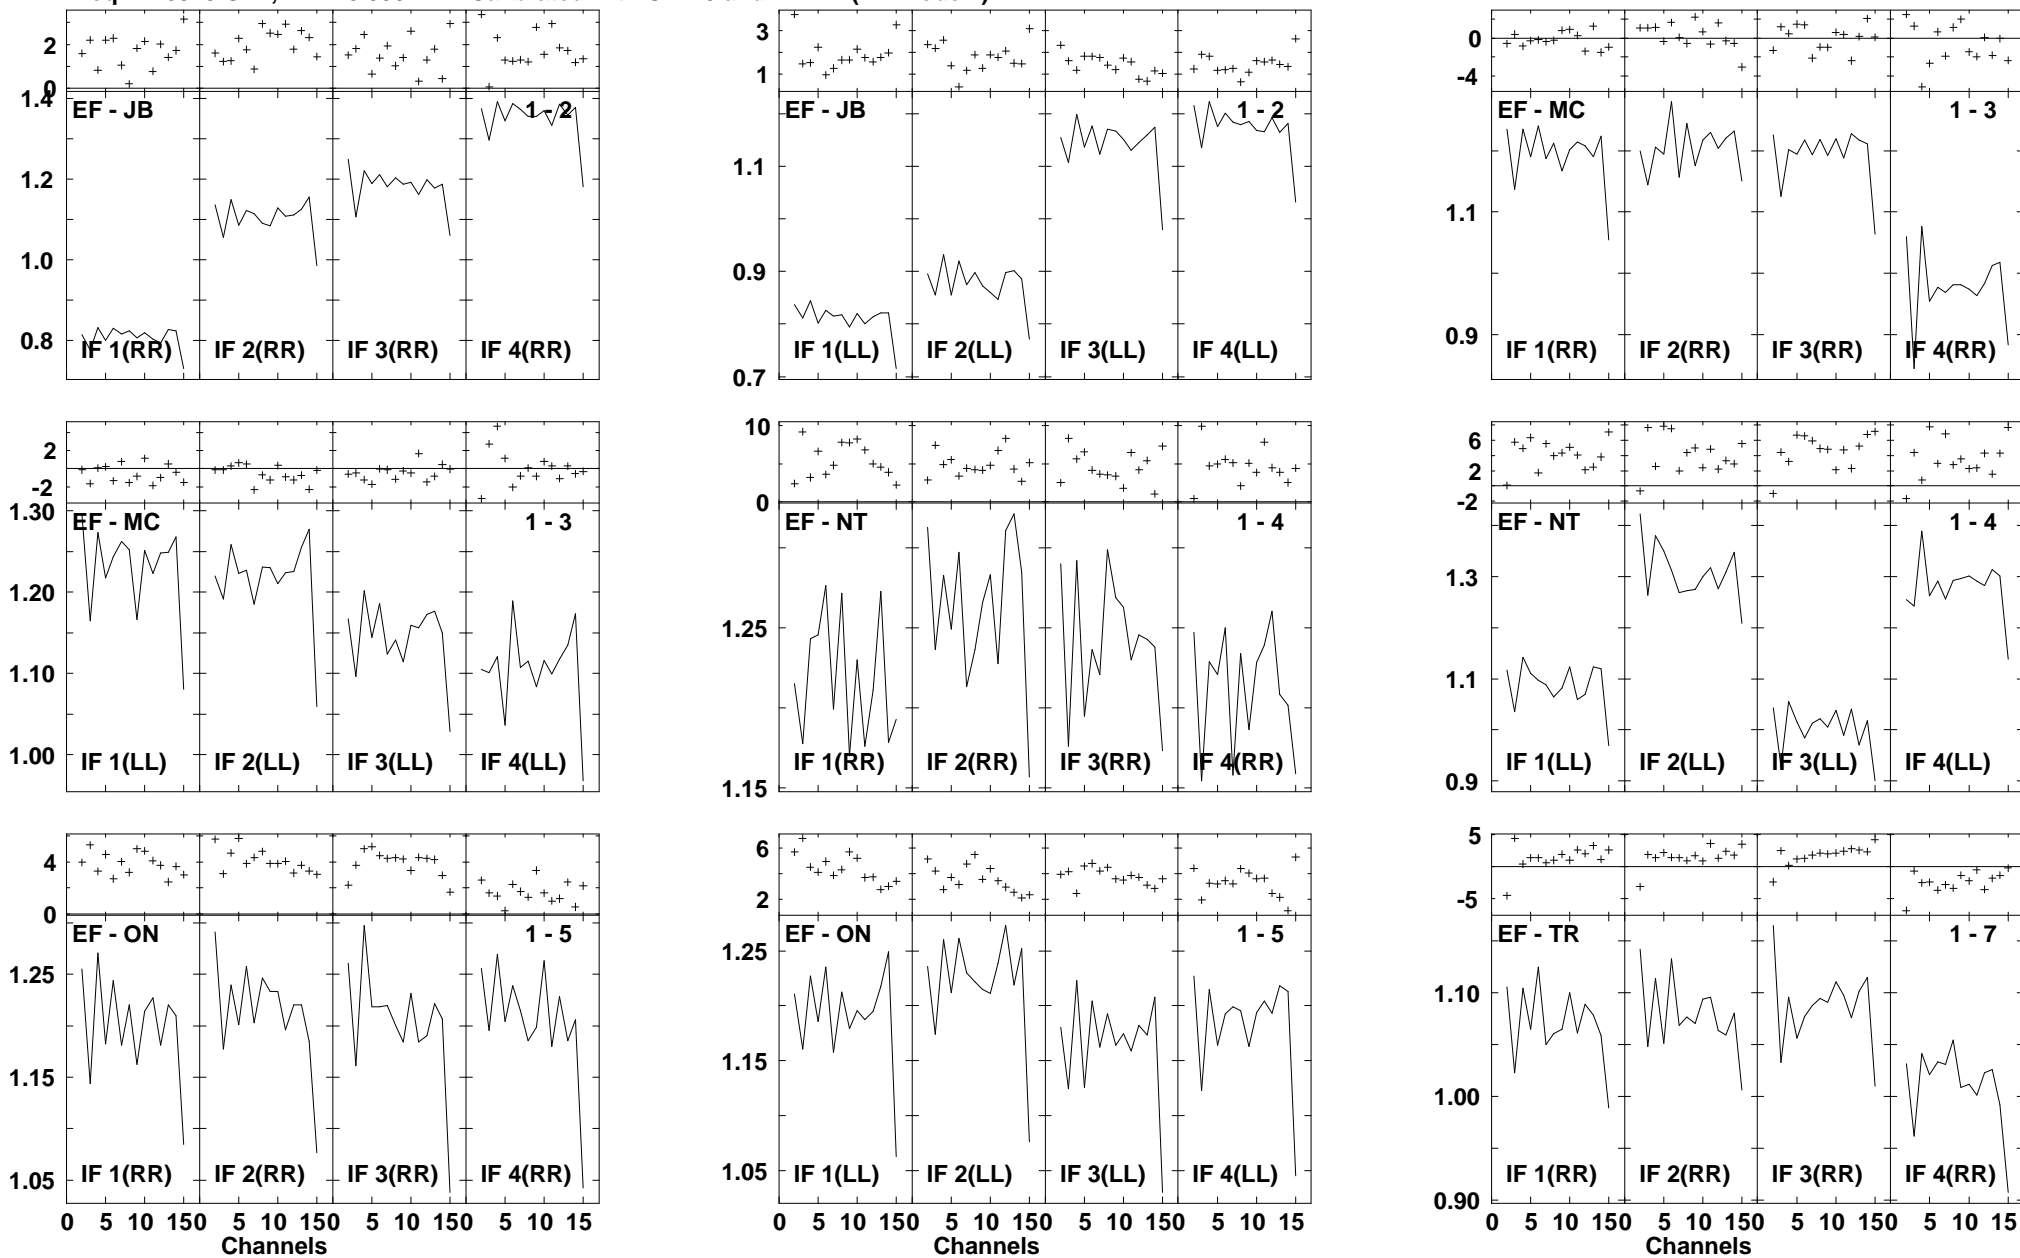 2
0
3
1
0
-4
1.4
1.2
1.0
0.8
EF - JB
1 - 2
IF 1(RR)
IF 2(RR)
IF 3(RR)
IF 4(RR)
1.1
0.9
0.7
EF - JB
1 - 2
IF 1(LL)
IF 2(LL)
IF 3(LL)
IF 4(LL)
1.1
0.9
EF - MC
1 - 3
IF 1(RR)
IF 2(RR)
IF 3(RR)
IF 4(RR)
2
-2
10
5
0
6
2
-2
1.30
1.20
1.10
1.00
EF - MC
1 - 3
IF 1(LL)
IF 2(LL)
IF 3(LL)
IF 4(LL)
1.25
1.15
EF - NT
1 - 4
IF 1(RR)
IF 2(RR)
IF 3(RR)
IF 4(RR)
1.3
1.1
0.9
EF - NT
1 - 4
IF 1(LL)
IF 2(LL)
IF 3(LL)
IF 4(LL)
4
0
6
4
2
5
-5
1.25
1.15
1.05
EF - ON
1 - 5
IF 1(RR)
IF 2(RR)
IF 3(RR)
IF 4(RR)
1.25
1.15
1.05
EF - ON
1 - 5
IF 1(LL)
IF 2(LL)
IF 3(LL)
IF 4(LL)
1.10
1.00
0.90
EF - TR
1 - 7
IF 1(RR)
IF 2(RR)
IF 3(RR)
IF 4(RR)
0 5 10 150 5 10 150 5 10 150 5 10 15
Channels
0 5 10 150 5 10 150 5 10 150 5 10 15
Channels
0 5 10 150 5 10 150 5 10 150 5 10 15
Channels